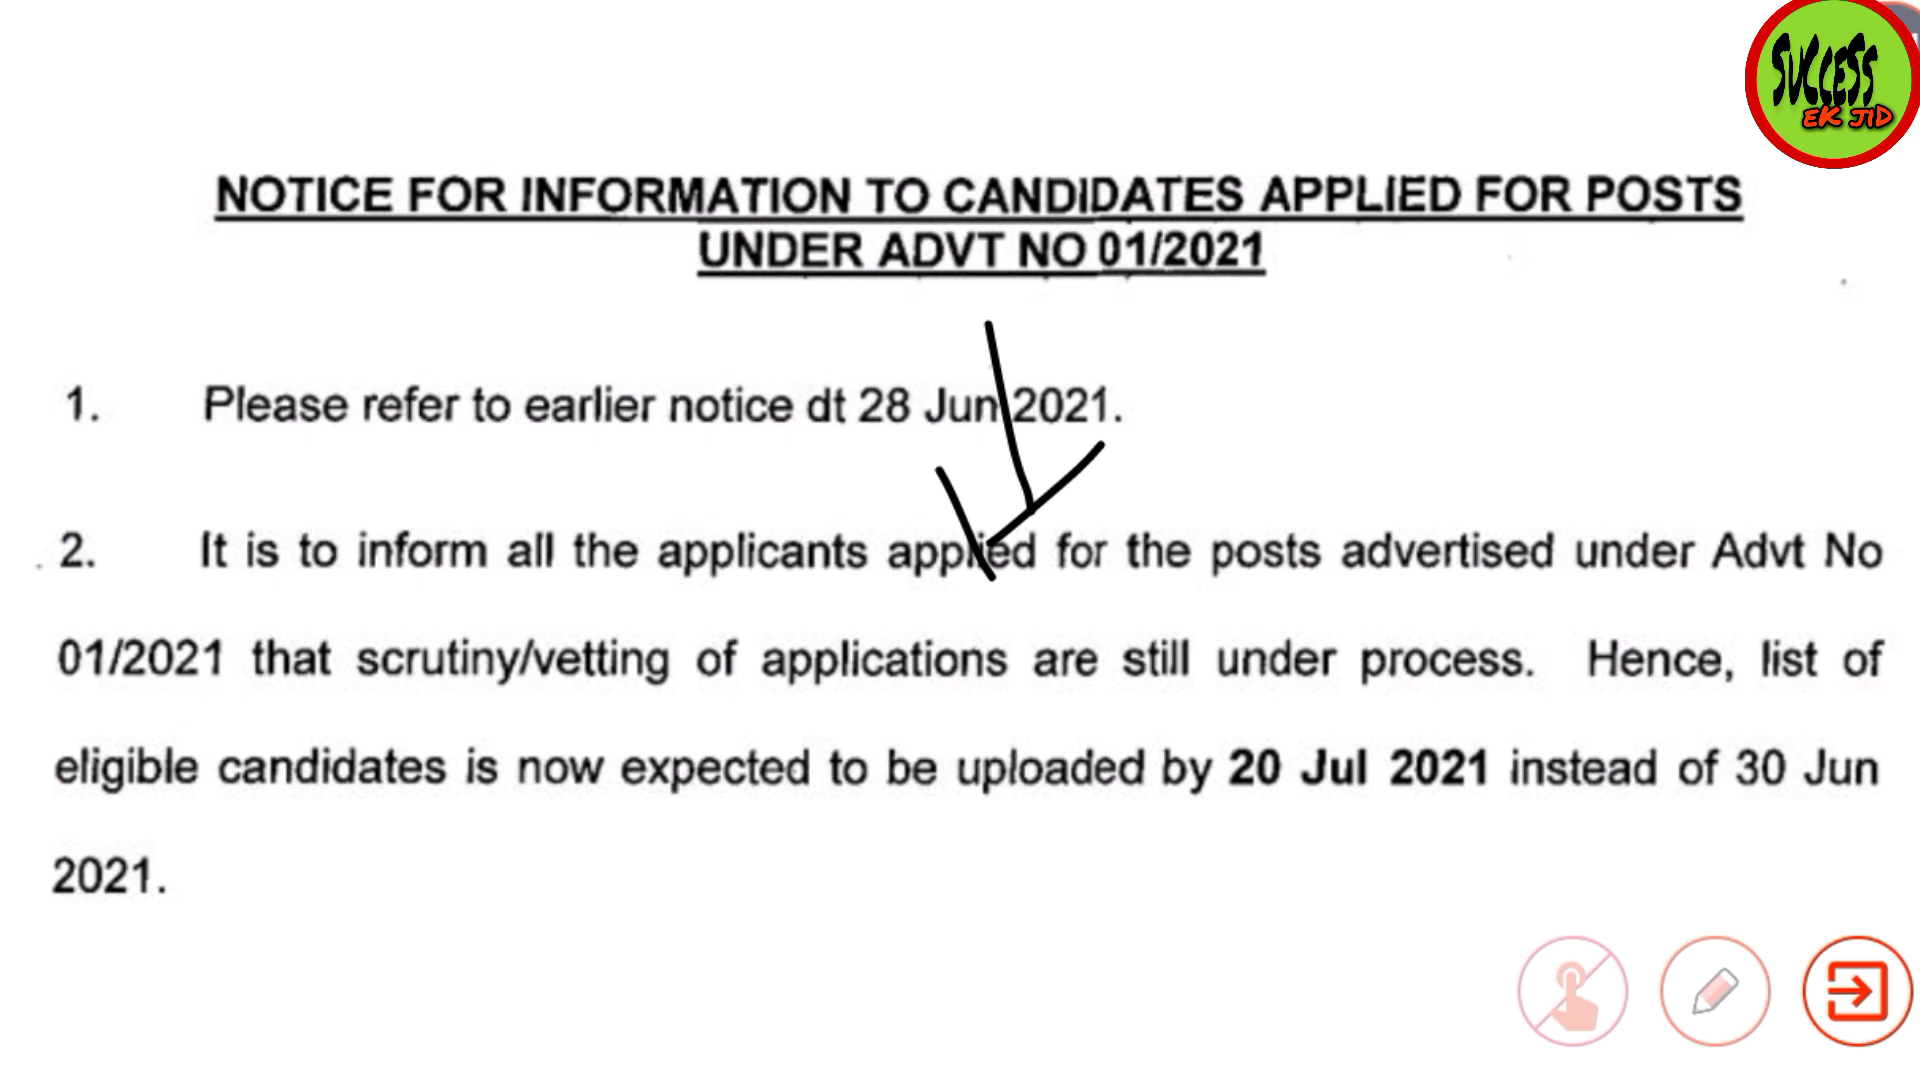 SUCCESS
EK JID
NOTICE FOR INFORMATION TO CANDIDATES APPLIED FOR POSTS
UNDER ADVT NO 01/2021
1. Please refer to earlier notice dt 28 Jun 2021.
2. It is to inform all the applicants applied for the posts advertised under Advt No
01/2021 that scrutiny/vetting of applications are still under process. Hence, list of
eligible candidates is now expected to be uploaded by 20 Jul 2021 instead of 30 Jun
2021.